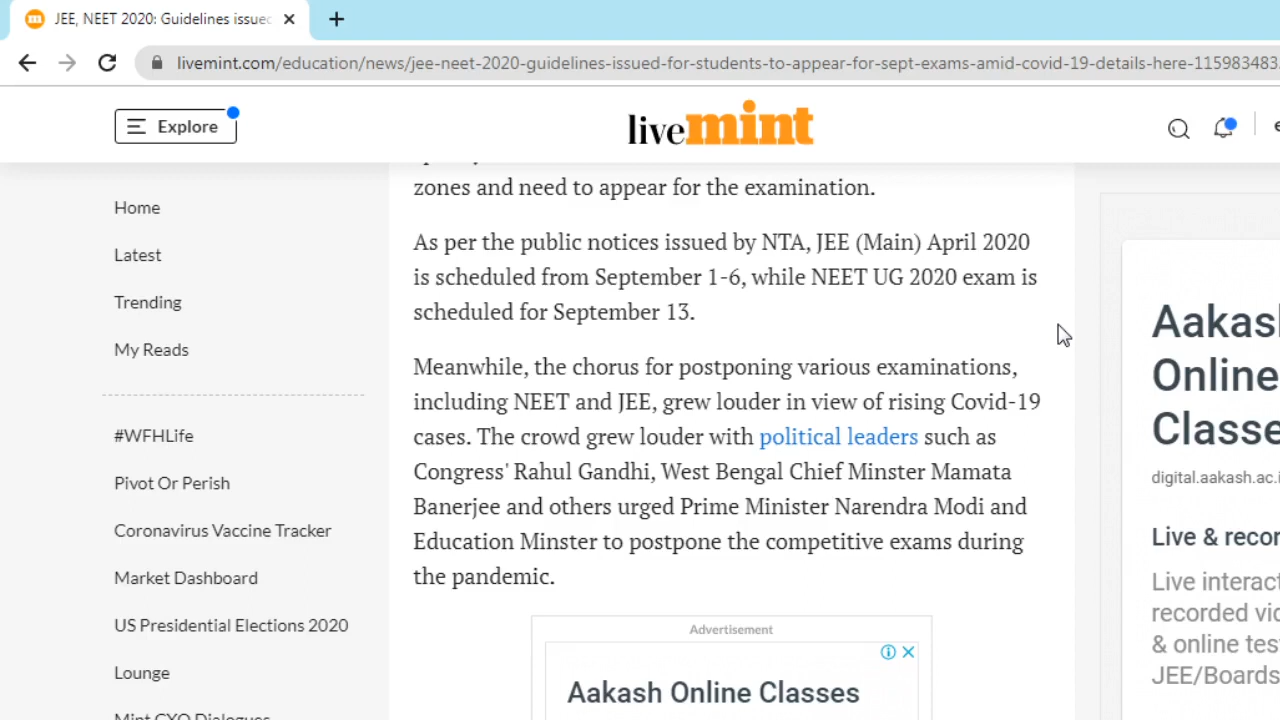 JEE, NEET 2020: Guidelines issued
livemint.com/education/news/jee-neet-2020-guidelines-issued-for-students-to-appear-for-sept-exams-amid-covid-19-details-here-115983483
Explore
livemint
zones and need to appear for the examination.
As per the public notices issued by NTA, JEE (Main) April 2020
is scheduled from September 1-6, while NEET UG 2020 exam is
scheduled for September 13.
Meanwhile, the chorus for postponing various examinations,
including NEET and JEE, grew louder in view of rising Covid-19
cases. The crowd grew louder with political leaders such as
Congress' Rahul Gandhi, West Bengal Chief Minster Mamata
Banerjee and others urged Prime Minister Narendra Modi and
Education Minster to postpone the competitive exams during
the pandemic.
Advertisement
Aakash Online Classes
Home
Latest
Trending
My Reads
#WFHLife
Pivot Or Perish
Coronavirus Vaccine Tracker
Market Dashboard
US Presidential Elections 2020
Lounge
Mint CXO Dialogues
Aakash
Online
Classe
digital.aakash.ac.i
Live & recor
Live interact
recorded vid
& online test
JEE/Boards